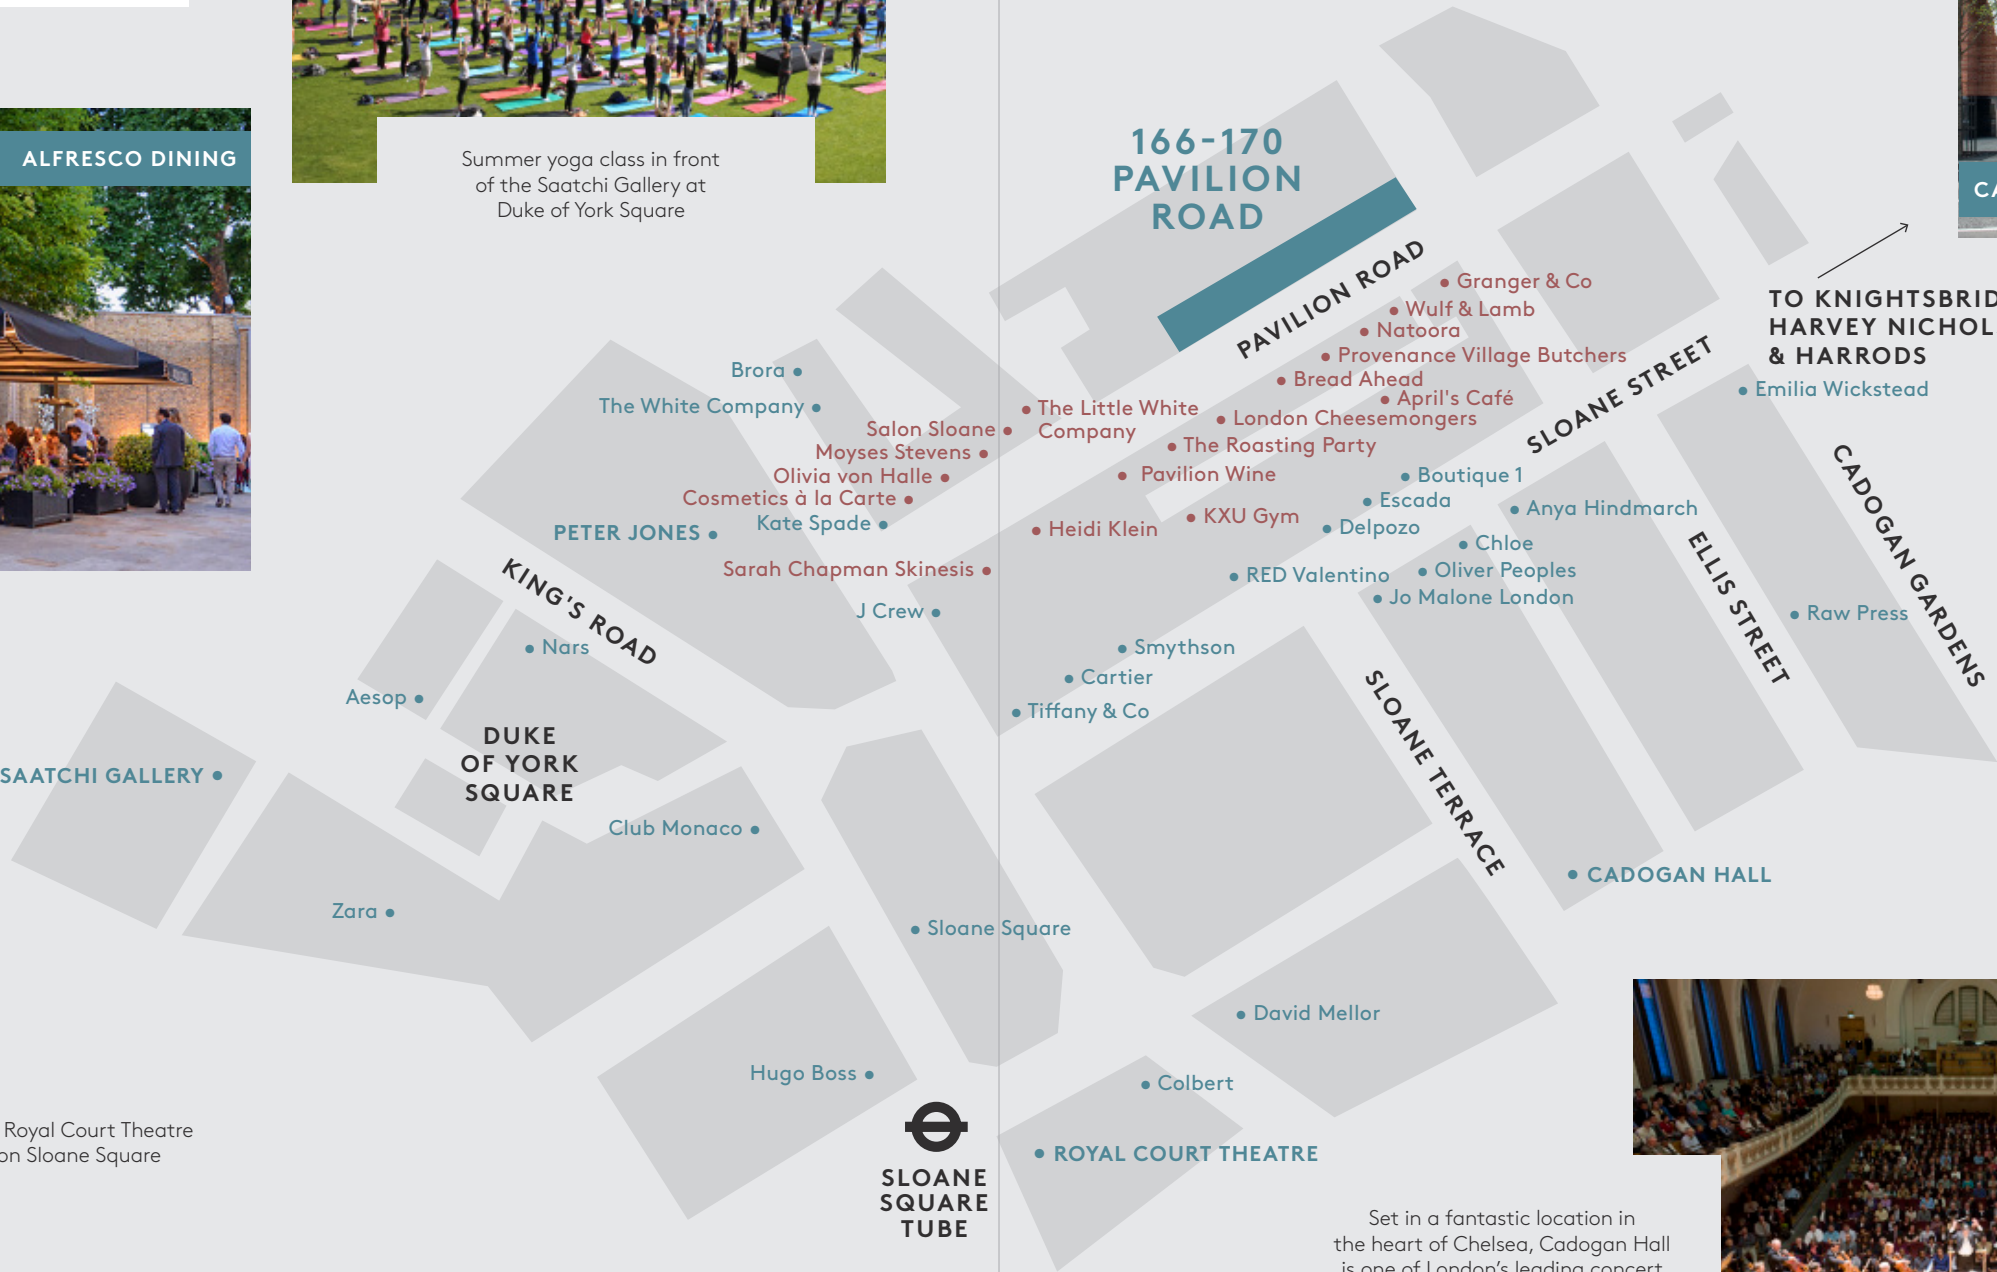 ALFRESCO DINING
Summer yoga class in front
of the Saatchi Gallery at
Duke of York Square
166-170
PAVILION
ROAD
PAVILION ROAD
TO KNIGHTSBRID
HARVEY NICHOL
& HARRODS
CA
Granger & Co
Wulf & Lamb
Natoora
Provenance Village Butchers
Bread Ahead
April's Café
London Cheesemongers
The Roasting Party
Pavilion Wine
The Little White
Company
Brora
The White Company
Salon Sloane
Moyses Stevens
Olivia von Halle
Cosmetics à la Carte
Kate Spade
PETER JONES
Sarah Chapman Skinesis
J Crew
Heidi Klein
KXU Gym
SLOANE STREET
Emilia Wickstead
Boutique 1
Escada
Delpozo
Anya Hindmarch
Chloe
Oliver Peoples
Jo Malone London
RED Valentino
Smythson
Cartier
Tiffany & Co
CADOGAN GARDENS
ELLIS STREET
Raw Press
SLOANE TERRACE
KING'S ROAD
Nars
Aesop
DUKE
OF YORK
SQUARE
SAATCHI GALLERY
Club Monaco
Zara
Sloane Square
CADOGAN HALL
David Mellor
Hugo Boss
Colbert
SLOANE
SQUARE
TUBE
ROYAL COURT THEATRE
Royal Court Theatre
on Sloane Square
Set in a fantastic location in
the heart of Chelsea, Cadogan Hall
is one of London's leading concert